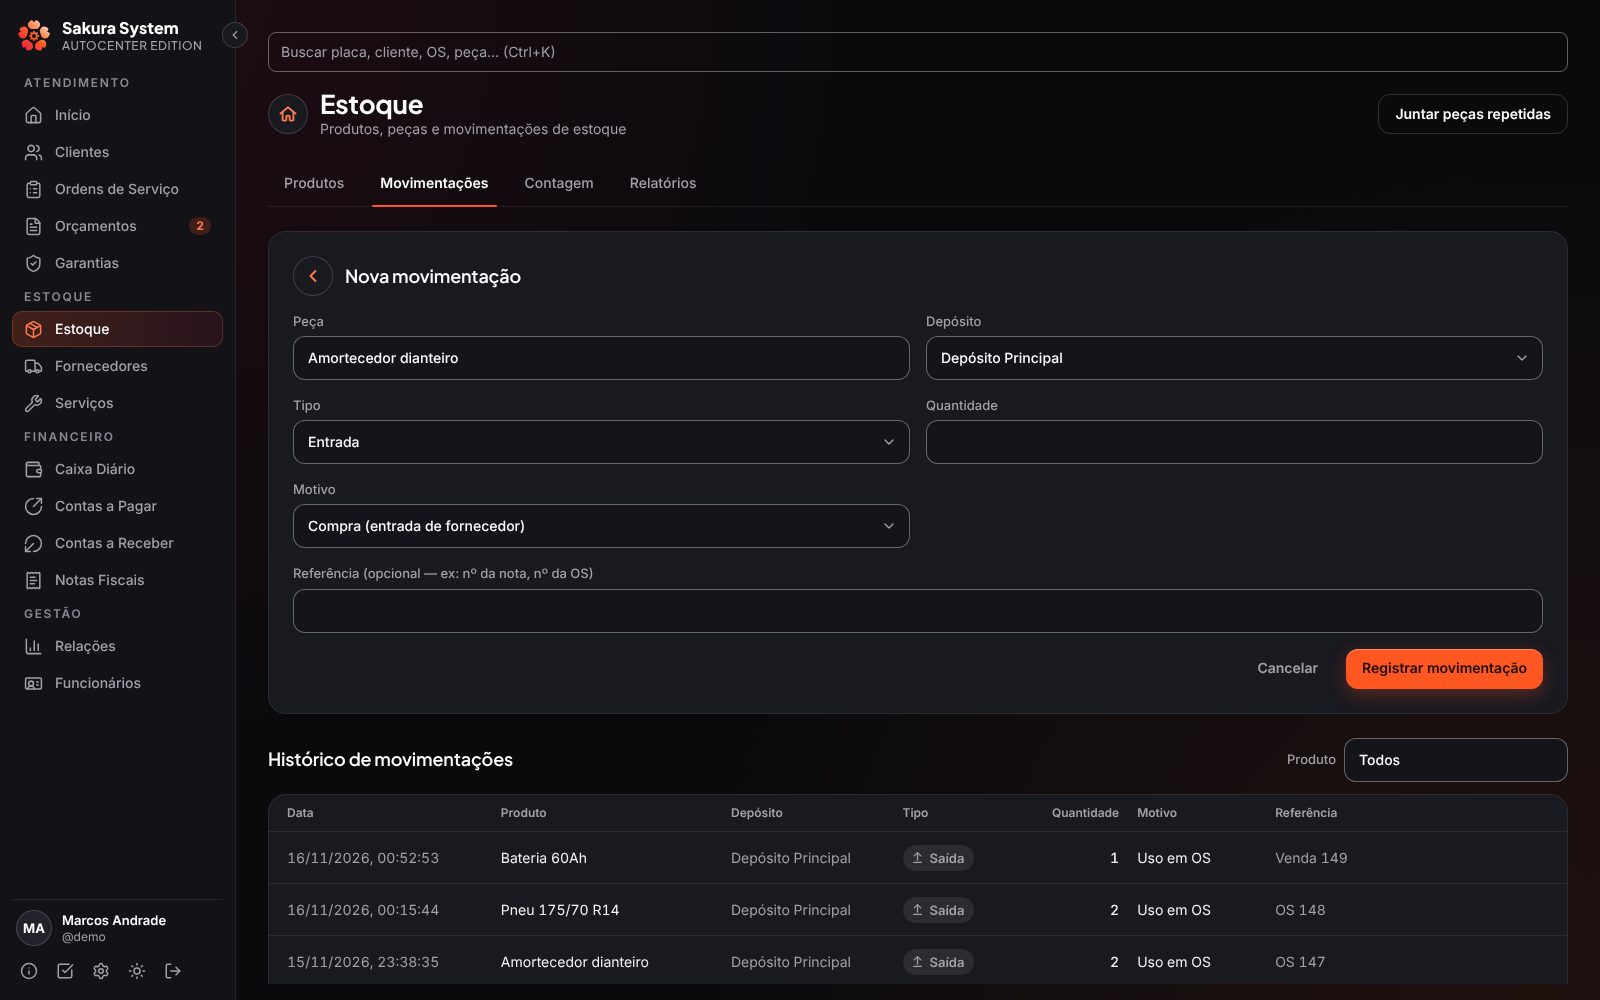 Sakura System
AUTOCENTER EDITION
ATENDIMENTO
Início
Clientes
Ordens de Serviço
Orçamentos 2
Garantias
ESTOQUE
Estoque
Fornecedores
Serviços
FINANCEIRO
Caixa Diário
Contas a Pagar
Contas a Receber
Notas Fiscais
GESTÃO
Relações
Funcionários
MA
Marcos Andrade
@demo
Buscar placa, cliente, OS, peça... (Ctrl+K)
Estoque
Produtos, peças e movimentações de estoque
Juntar peças repetidas
Produtos Movimentações Contagem Relatórios
Nova movimentação
Peça Depósito
Amortecedor dianteiro Depósito Principal
Tipo Quantidade
Entrada
Motivo
Compra (entrada de fornecedor)
Referência (opcional — ex: nº da nota, nº da OS)
Cancelar Registrar movimentação
Histórico de movimentações
Produto Todos
Data Produto Depósito Tipo Quantidade Motivo Referência
16/11/2026, 00:52:53 Bateria 60Ah Depósito Principal Saída 1 Uso em OS Venda 149
16/11/2026, 00:15:44 Pneu 175/70 R14 Depósito Principal Saída 2 Uso em OS OS 148
15/11/2026, 23:38:35 Amortecedor dianteiro Depósito Principal Saída 2 Uso em OS OS 147